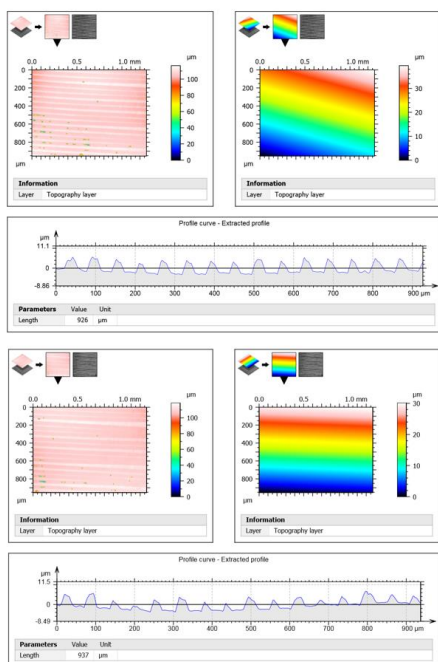 µm
0.0 0.5 1.0 mm
0
200
400
600
800
µm
100
80
60
40
20
0
Information
Layer Topography layer
µm
0.0 0.5 1.0 mm
0
200
400
600
800
µm
30
20
10
0
Information
Layer Topography layer
Profile curve - Extracted profile
µm
11.1
0
-8.86
0 100 200 300 400 500 600 700 800 900 µm
Parameters Value Unit
Length 926 µm
µm
0.0 0.5 1.0 mm
0
200
400
600
800
µm
100
80
60
40
20
0
Information
Layer Topography layer
µm
0.0 0.5 1.0 mm
0
200
400
600
800
µm
30
20
10
0
Information
Layer Topography layer
Profile curve - Extracted profile
µm
11.5
0
-8.49
0 100 200 300 400 500 600 700 800 900 µm
Parameters Value Unit
Length 937 µm